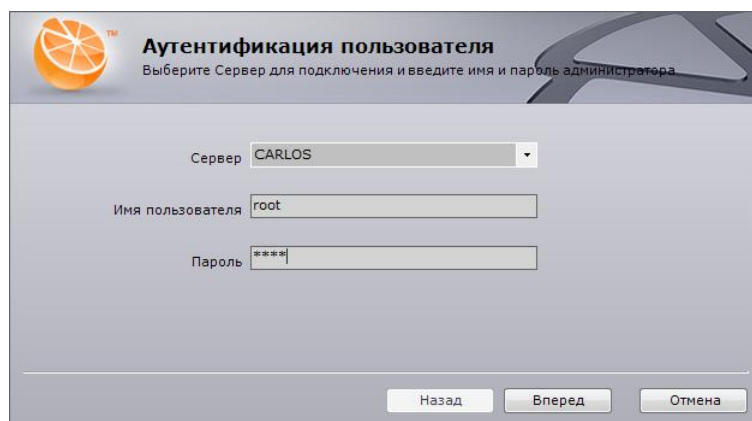 TM
Аутентификация пользователя
Выберите Сервер для подключения и введите имя и пароль администратора
Сервер CARLOS
Имя пользователя root
Пароль ****
Назад Вперед Отмена